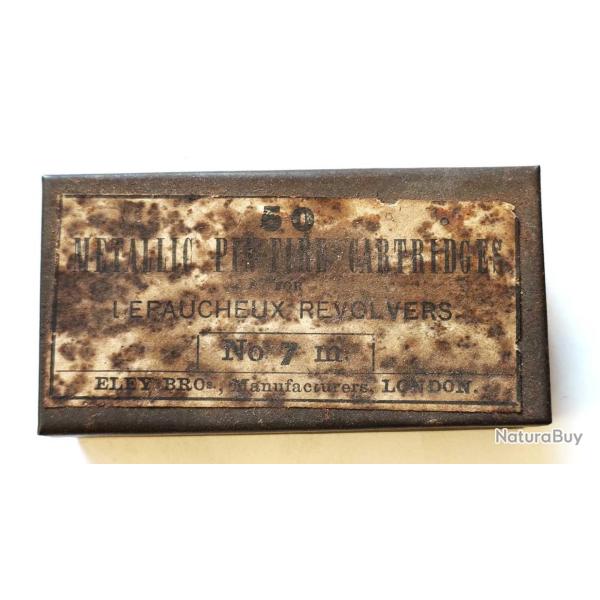 50
METALLIC PIN-FIRE CARTRIDGES
FOR
LEFAUCHEUX REVOLVERS.
No 7 m
ELEY BROs., Manufacturers, LONDON.
NaturaBuy